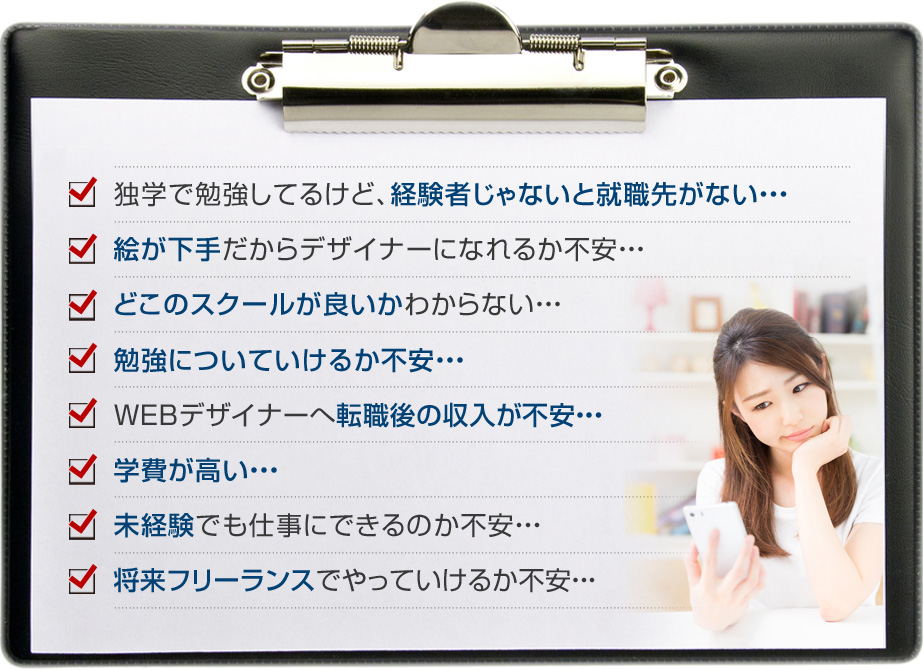 独学で勉強してるけど、経験者じゃないと就職先がない…
絵が下手だからデザイナーになれるか不安…
どこのスクールが良いかわからない…
勉強についていけるか不安…
WEBデザイナーへ転職後の収入が不安…
学費が高い…
未経験でも仕事にできるのか不安…
将来フリーランスでやっていけるか不安…